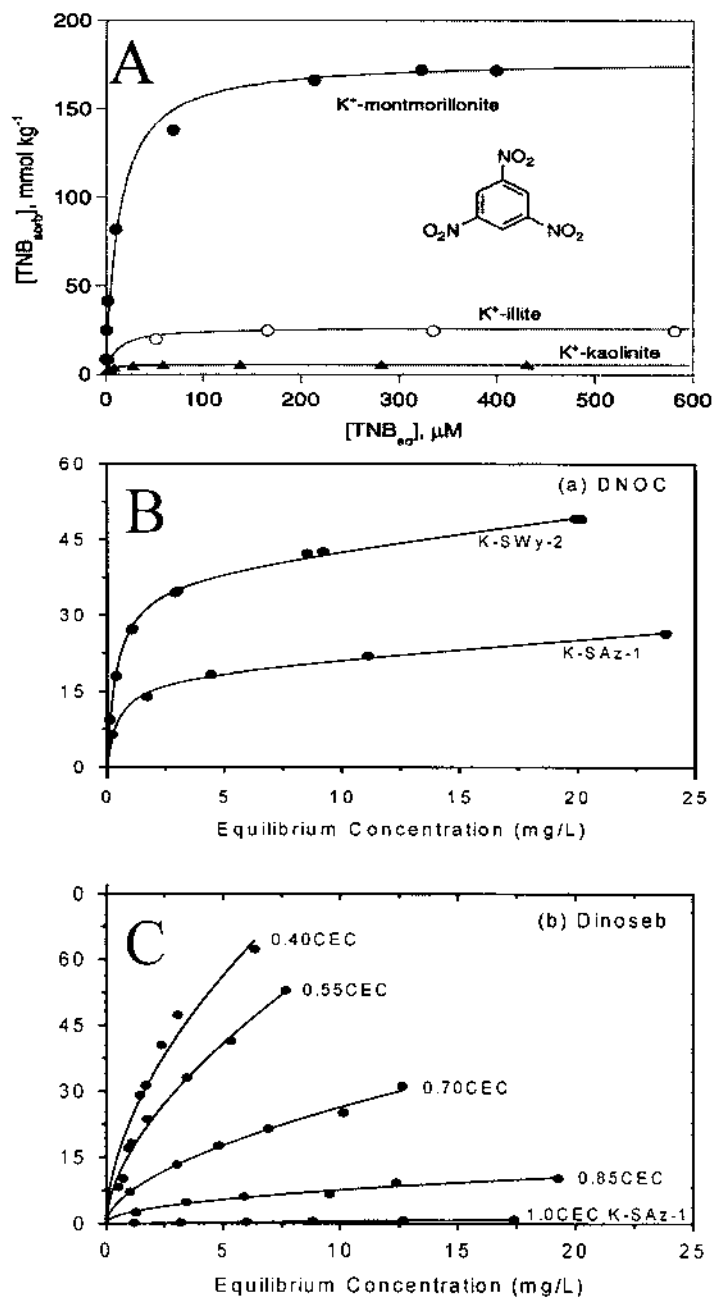 A
200
150
100
50
0
[TNB_sorb], mmol kg⁻¹
K⁺-montmorillonite
NO₂
O₂N
NO₂
K⁺-illite
K⁺-kaolinite
0 100 200 300 400 500 600
[TNB_aq], µM
B
(a) DNOC
60
45
30
15
0
K-SWy-2
K-SAz-1
0 5 10 15 20 25
Equilibrium Concentration (mg/L)
C
(b) Dinoseb
0
60
45
30
15
0
0.40CEC
0.55CEC
0.70CEC
0.85CEC
1.0CEC K-SAz-1
0 5 10 15 20 25
Equilibrium Concentration (mg/L)